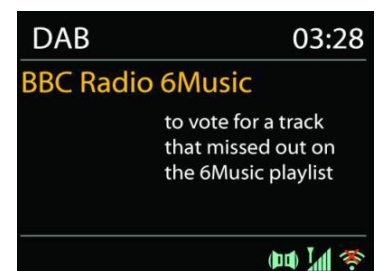 DAB 03:28
BBC Radio 6Music
to vote for a track
that missed out on
the 6Music playlist